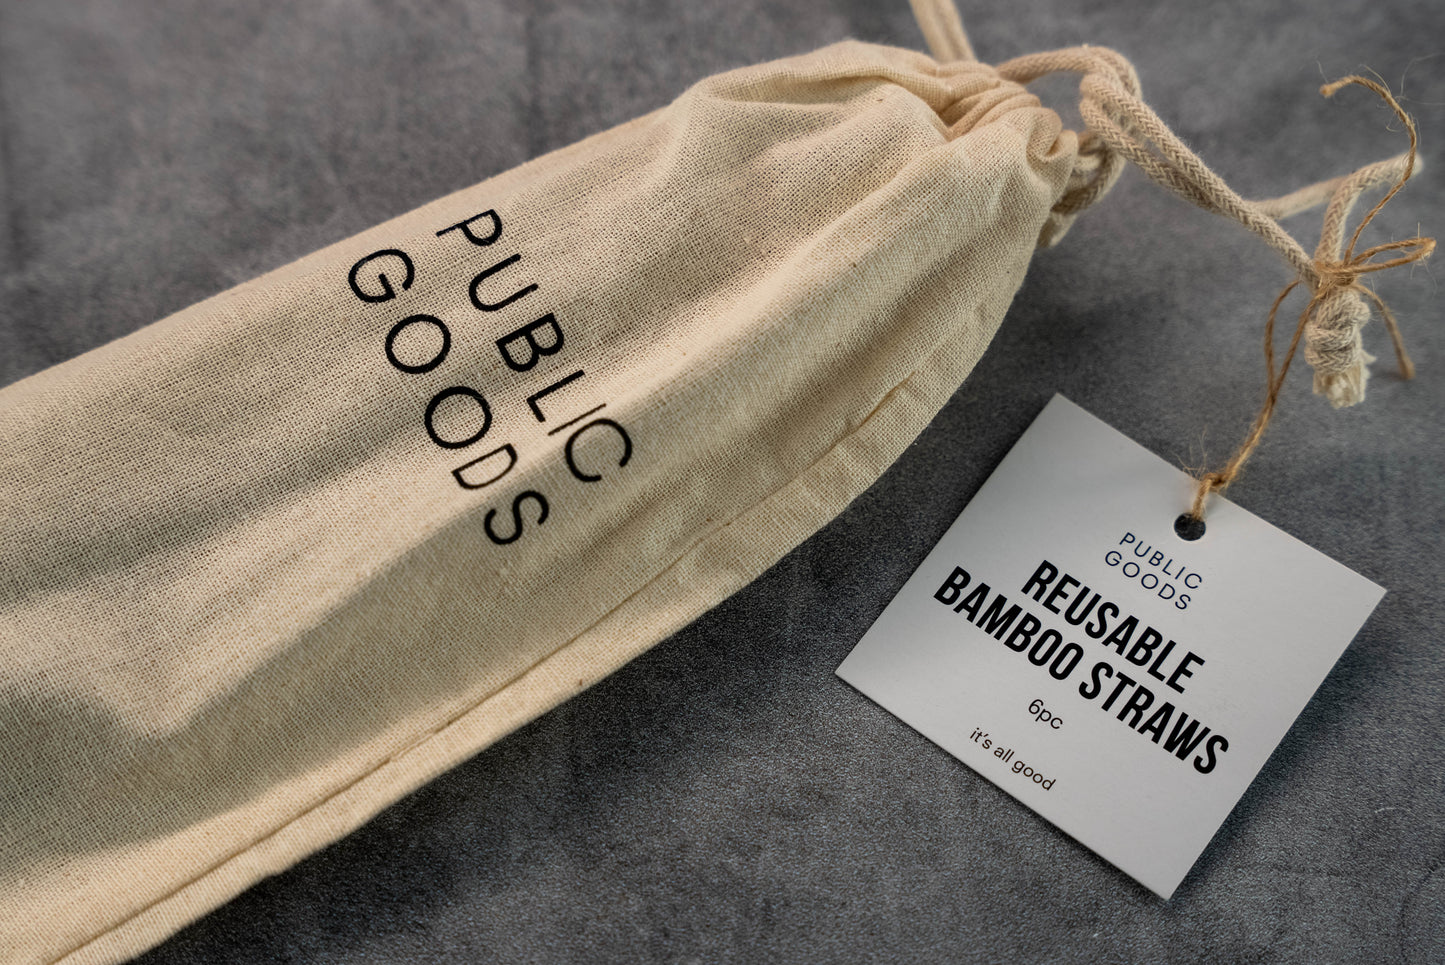 PUBLIC
GOODS
PUBLIC
GOODS
REUSABLE
BAMBOO STRAWS
6pc
it's all good